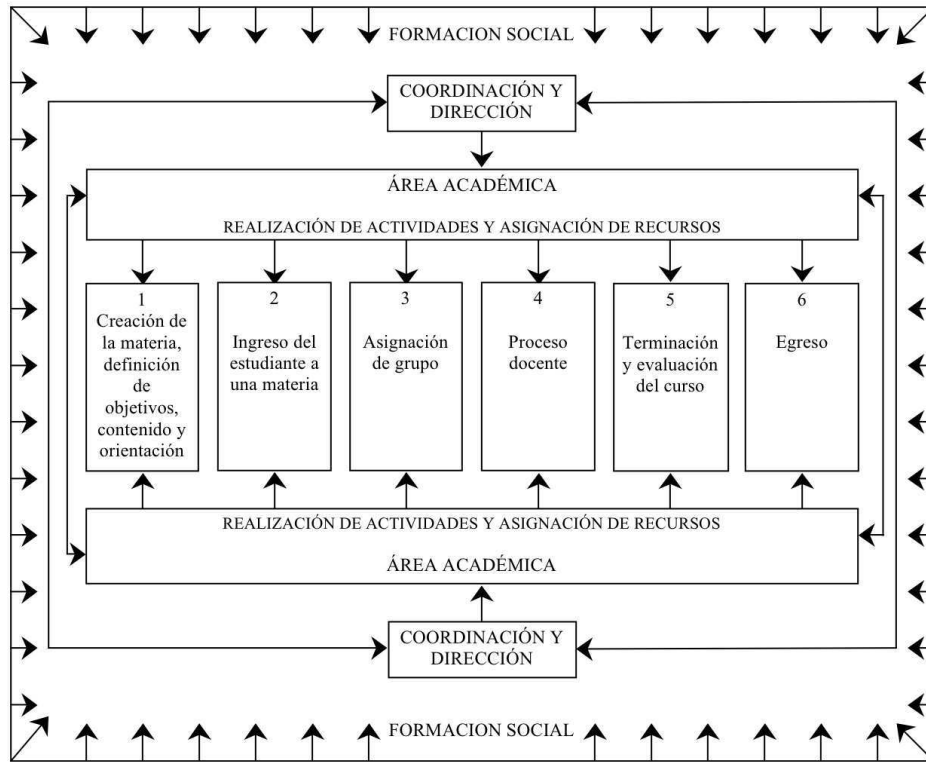 FORMACION SOCIAL
COORDINACIÓN Y
DIRECCIÓN
ÁREA ACADÉMICA
REALIZACIÓN DE ACTIVIDADES Y ASIGNACIÓN DE RECURSOS
1
Creación de
la materia,
definición
de
objetivos,
contenido y
orientación
2
Ingreso del
estudiante a
una materia
3
Asignación
de grupo
4
Proceso
docente
5
Terminación
y evaluación
del curso
6
Egreso
REALIZACIÓN DE ACTIVIDADES Y ASIGNACIÓN DE RECURSOS
ÁREA ACADÉMICA
COORDINACIÓN Y
DIRECCIÓN
FORMACION SOCIAL